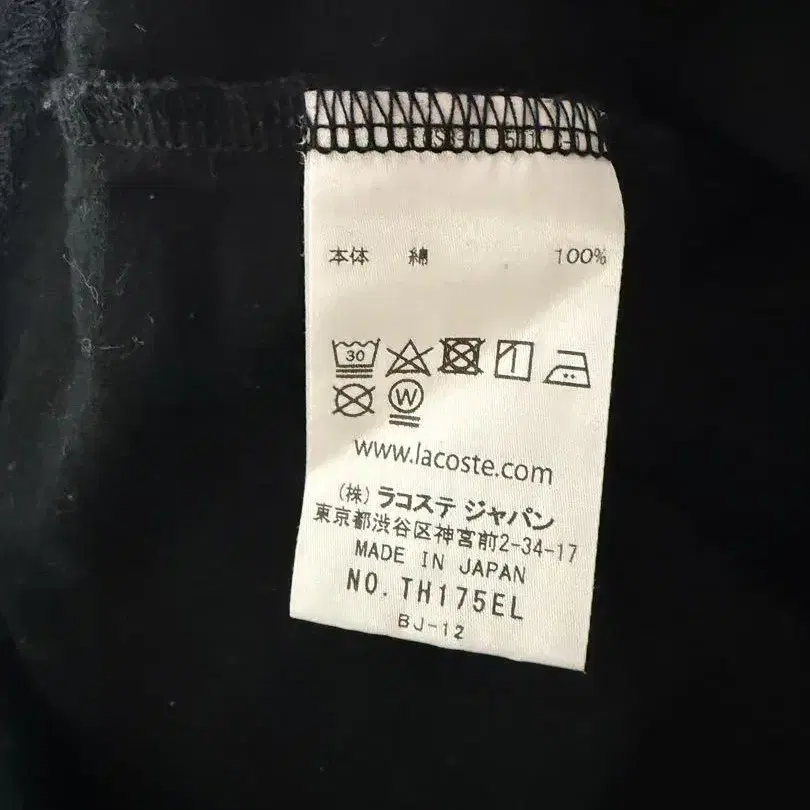 本体 綿 100%
30
W
www.lacoste.com
(株) ラコステ ジャパン
東京都渋谷区神宮前2-34-17
MADE IN JAPAN
NO. TH175EL
BJ-12